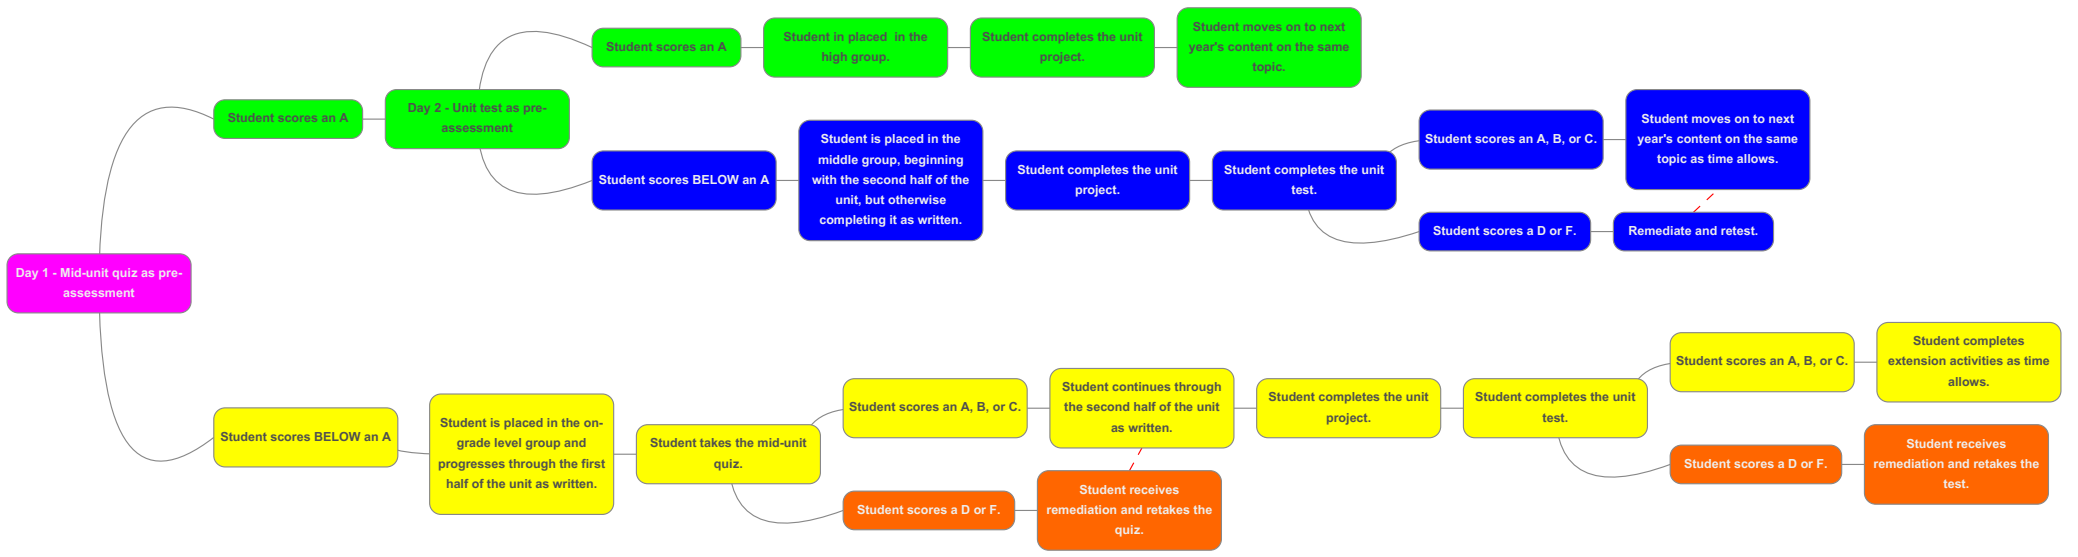 Day 1 - Mid-unit quiz as pre-
assessment
Student scores an A
Day 2 - Unit test as pre-
assessment
Student scores an A
Student in placed  in the
high group.
Student completes the unit
project.
Student moves on to next
year's content on the same
topic.
Student scores BELOW an A
Student is placed in the
middle group, beginning
with the second half of the
unit, but otherwise
completing it as written.
Student completes the unit
project.
Student completes the unit
test.
Student scores an A, B, or C.
Student moves on to next
year's content on the same
topic as time allows.
Student scores a D or F.
Remediate and retest.
Student scores BELOW an A
Student is placed in the on-
grade level group and
progresses through the first
half of the unit as written.
Student takes the mid-unit
quiz.
Student scores an A, B, or C.
Student continues through
the second half of the unit
as written.
Student completes the unit
project.
Student completes the unit
test.
Student scores an A, B, or C.
Student completes
extension activities as time
allows.
Student scores a D or F.
Student receives
remediation and retakes the
test.
Student scores a D or F.
Student receives
remediation and retakes the
quiz.